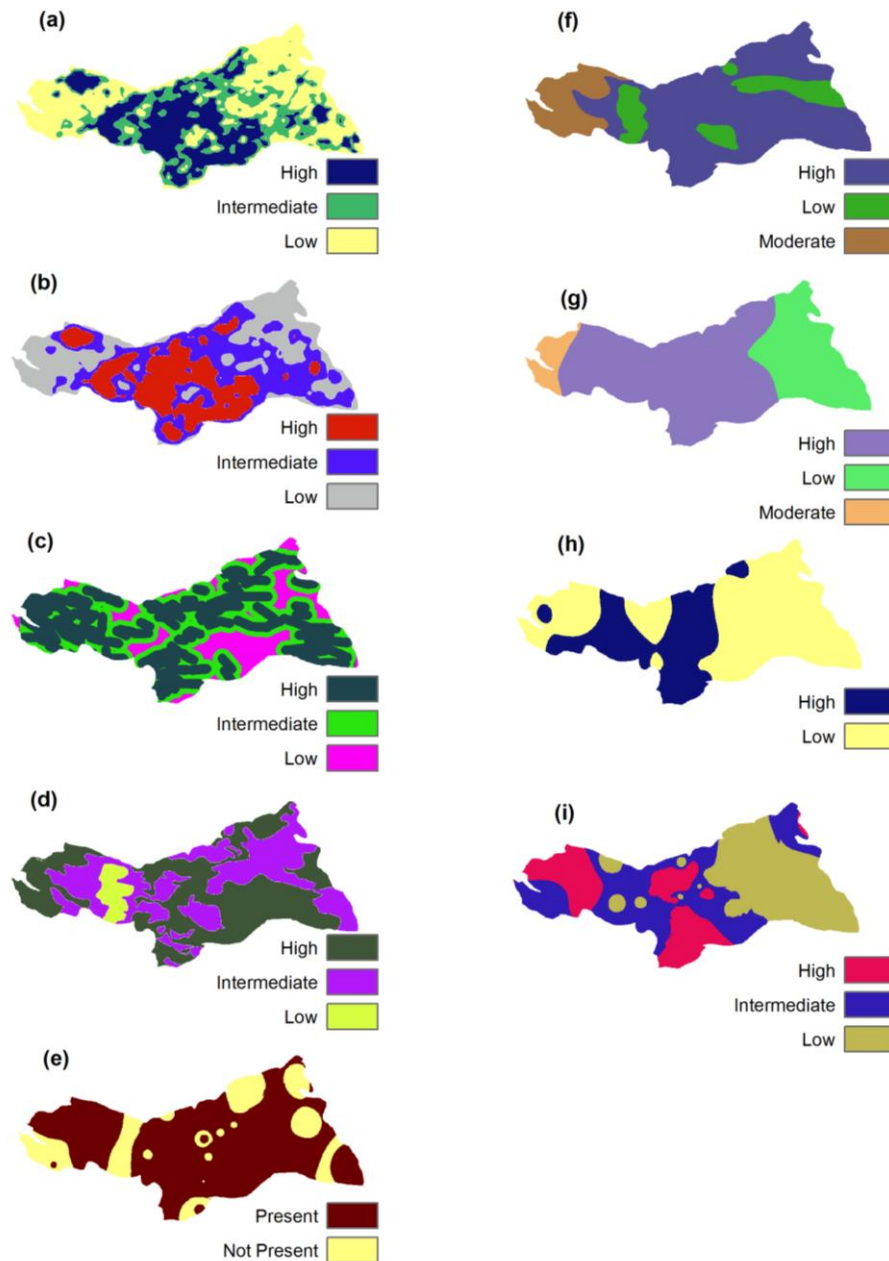 (a)
High
Intermediate
Low
(b)
High
Intermediate
Low
(c)
High
Intermediate
Low
(d)
High
Intermediate
Low
(e)
Present
Not Present
(f)
High
Low
Moderate
(g)
High
Low
Moderate
(h)
High
Low
(i)
High
Intermediate
Low